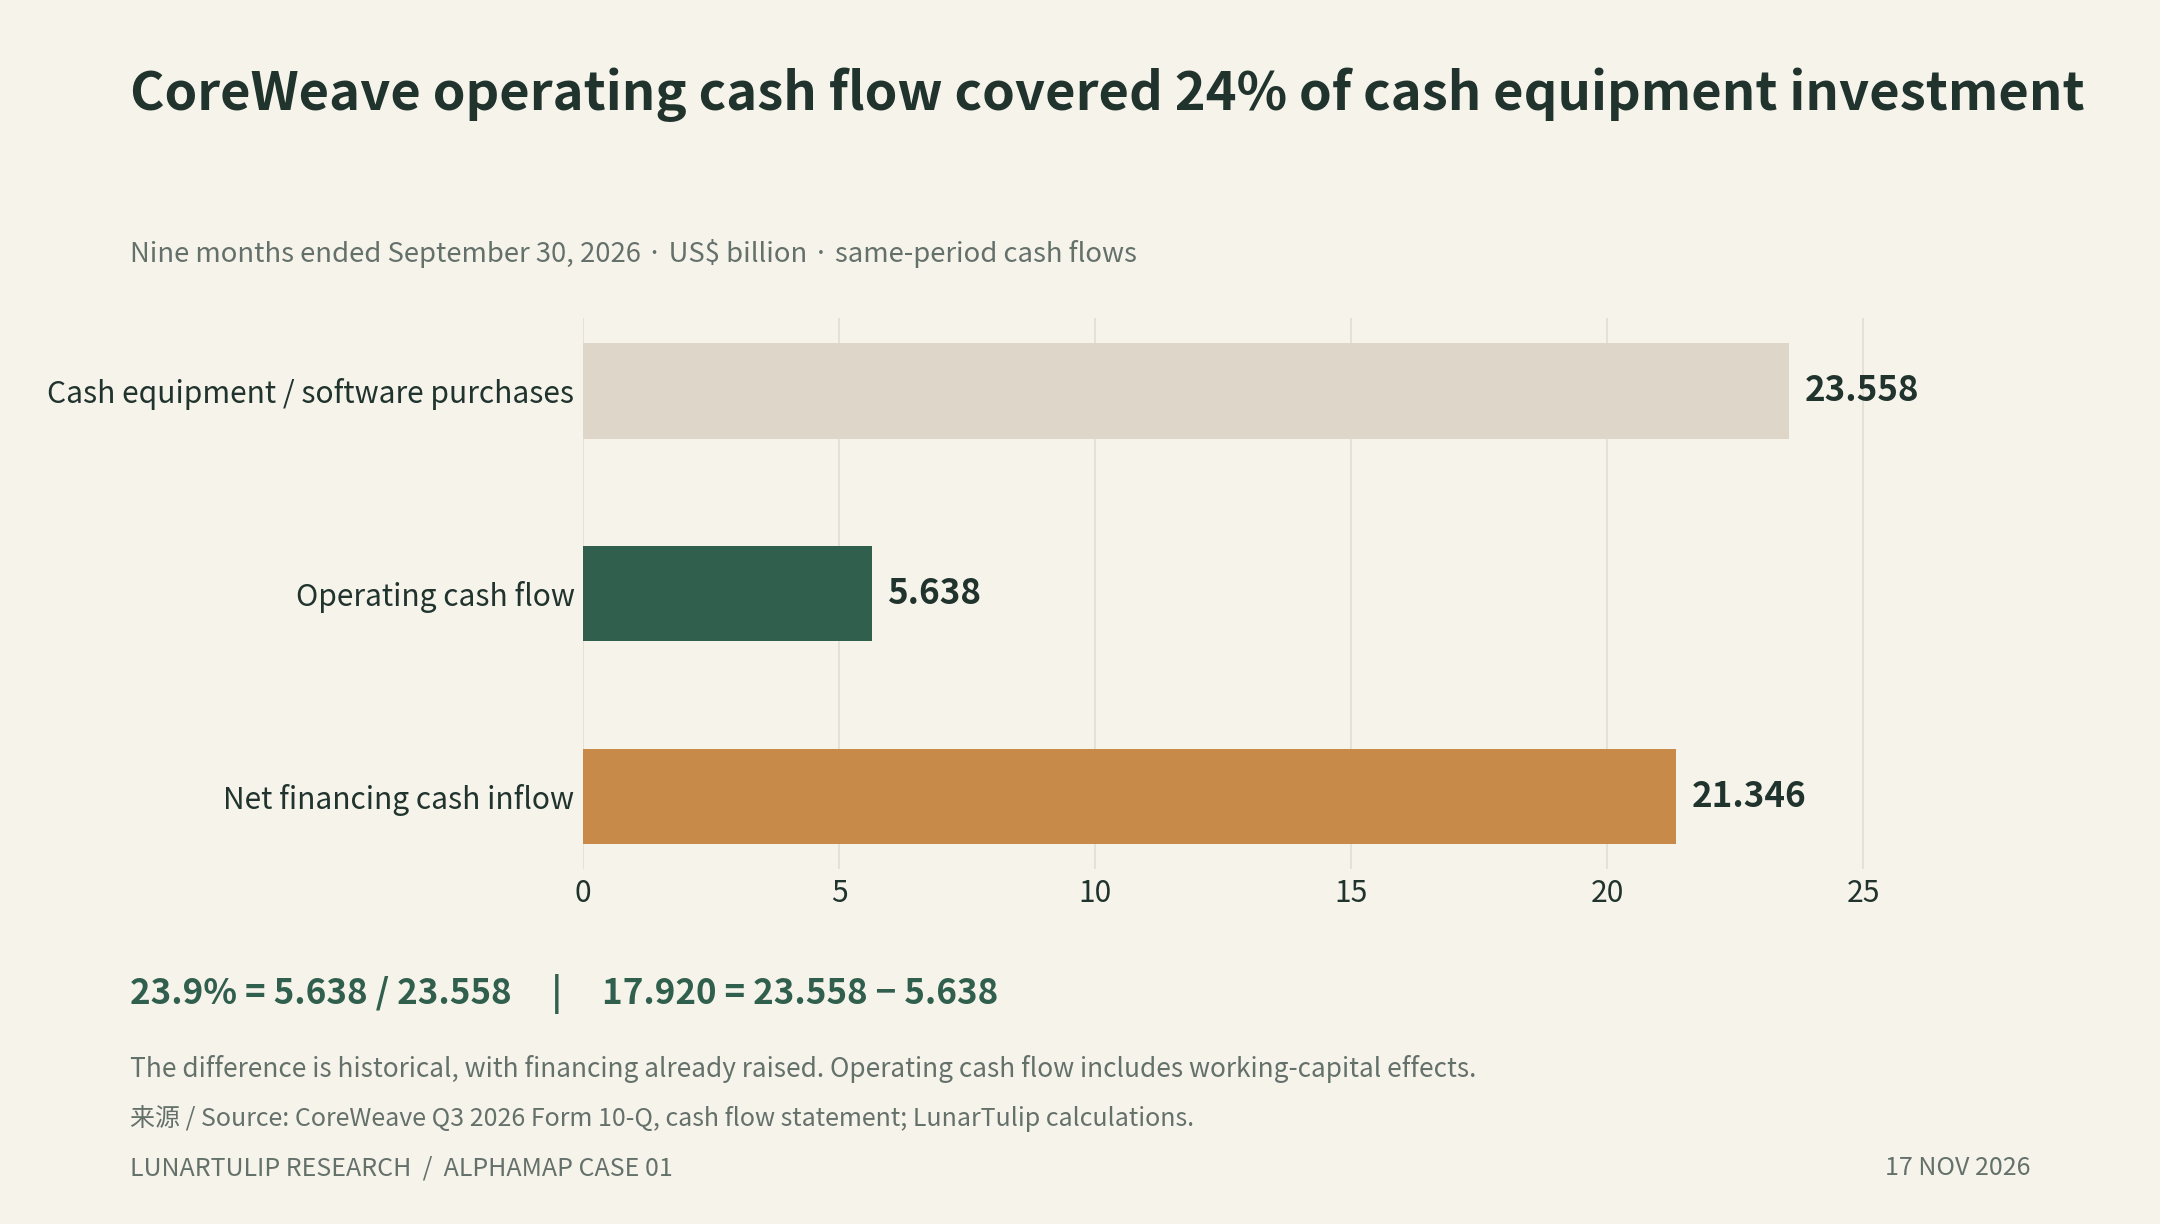 CoreWeave operating cash flow covered 24% of cash equipment investment
Nine months ended September 30, 2026 · US$ billion · same-period cash flows
Cash equipment / software purchases
23.558
Operating cash flow
5.638
Net financing cash inflow
21.346
0 5 10 15 20 25
23.9% = 5.638 / 23.558 | 17.920 = 23.558 − 5.638
The difference is historical, with financing already raised. Operating cash flow includes working-capital effects.
来源 / Source: CoreWeave Q3 2026 Form 10-Q, cash flow statement; LunarTulip calculations.
LUNARTULIP RESEARCH / ALPHAMAP CASE 01
17 NOV 2026